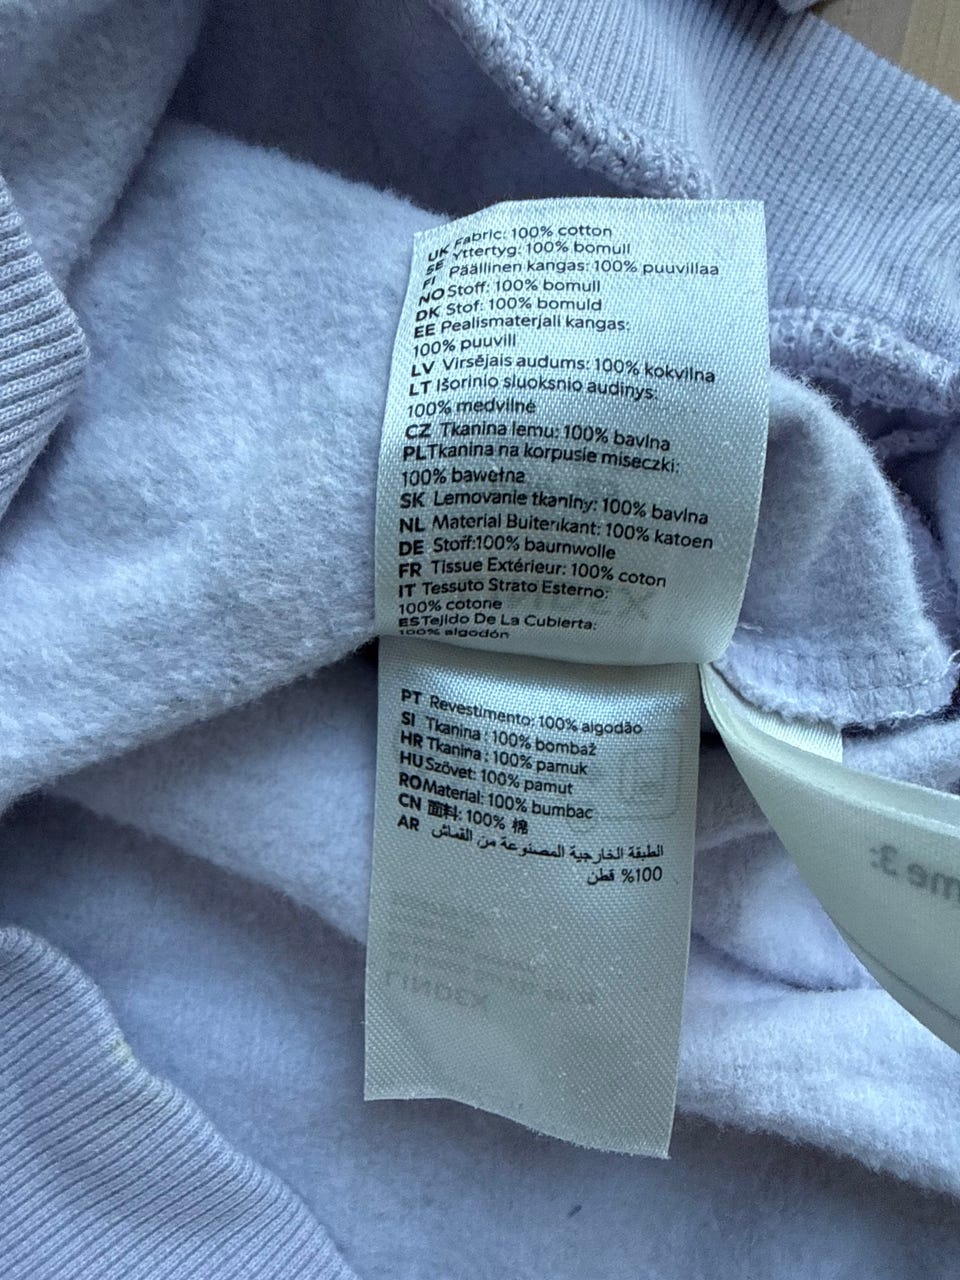 UK Fabric: 100% cotton
SE Yttertyg: 100% bomull
FI Päällinen kangas: 100% puuvillaa
NO Stoff: 100% bomull
DK Stof: 100% bomuld
EE Pealismaterjali kangas:
100% puuvill
LV Virsējais audums: 100% kokvilna
LT Išorinio sluoksnio audinys:
100% medvilnė
CZ Tkanina lemu: 100% bavlna
PL Tkanina na korpusie miseczki:
100% bawełna
SK Lemovanie tkaniny: 100% bavlna
NL Material Buitenkant: 100% katoen
DE Stoff:100% baumwolle
FR Tissue Extérieur: 100% coton
IT Tessuto Strato Esterno:
100% cotone
ES Tejido De La Cubierta:
100% algodón
PT Revestimento: 100% algodão
SI Tkanina : 100% bombaž
HR Tkanina : 100% pamuk
HU Szövet: 100% pamut
RO Material: 100% bumbac
CN 面料: 100% 棉
AR الطبقة الخارجية المصنوعة من القماش
100% قطن
LINDEX
me 3: